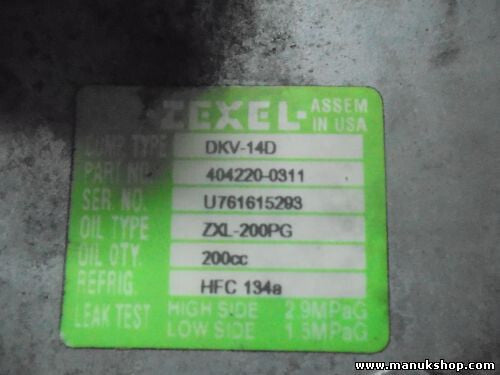 -ZEXEL- ASSEM
IN USA
COMP. TYPE DKV-14D
PART NO. 404220-0311
SER. NO. U761615293
OIL TYPE ZXL-200PG
OIL QTY. 200cc
REFRIG. HFC 134a
LEAK TEST HIGH SIDE 2.9MPaG
LOW SIDE 1.5MPaG
www.manukshop.com